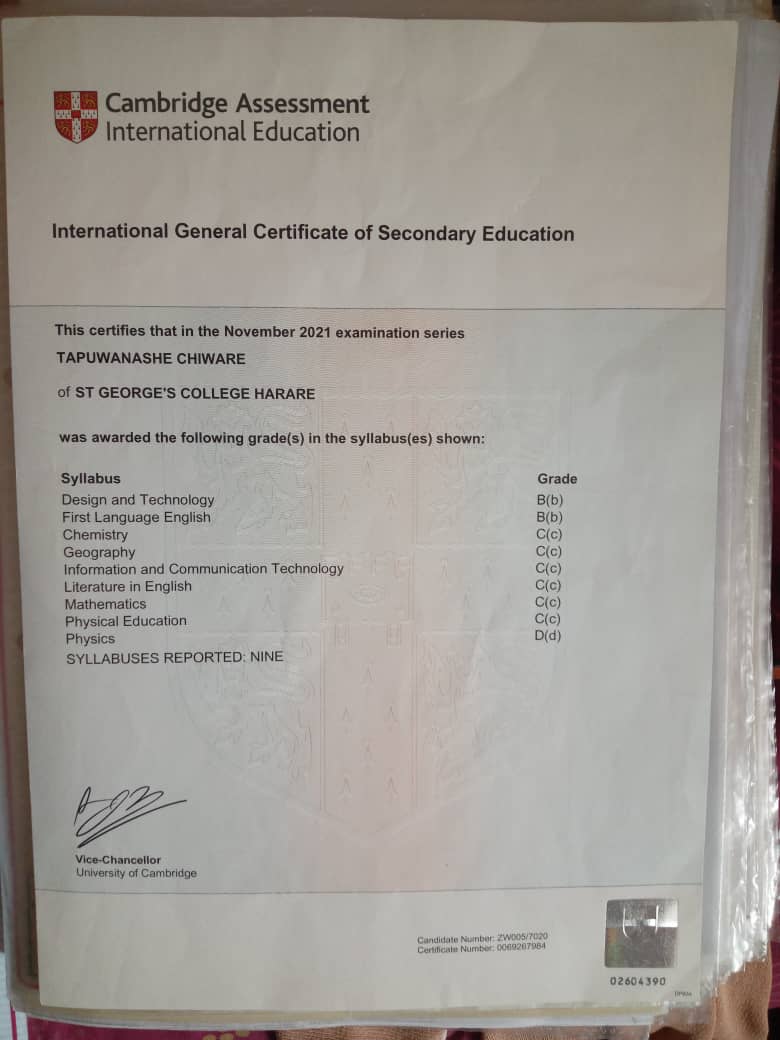 Cambridge Assessment
International Education
International General Certificate of Secondary Education
This certifies that in the November 2021 examination series
TAPUWANASHE CHIWARE
of ST GEORGE'S COLLEGE HARARE
was awarded the following grade(s) in the syllabus(es) shown:
Syllabus Grade
Design and Technology B(b)
First Language English B(b)
Chemistry C(c)
Geography C(c)
Information and Communication Technology C(c)
Literature in English C(c)
Mathematics C(c)
Physical Education C(c)
Physics D(d)
SYLLABUSES REPORTED: NINE
Vice-Chancellor
University of Cambridge
Candidate Number: ZW005/7020
Certificate Number: 0069267984
02604390